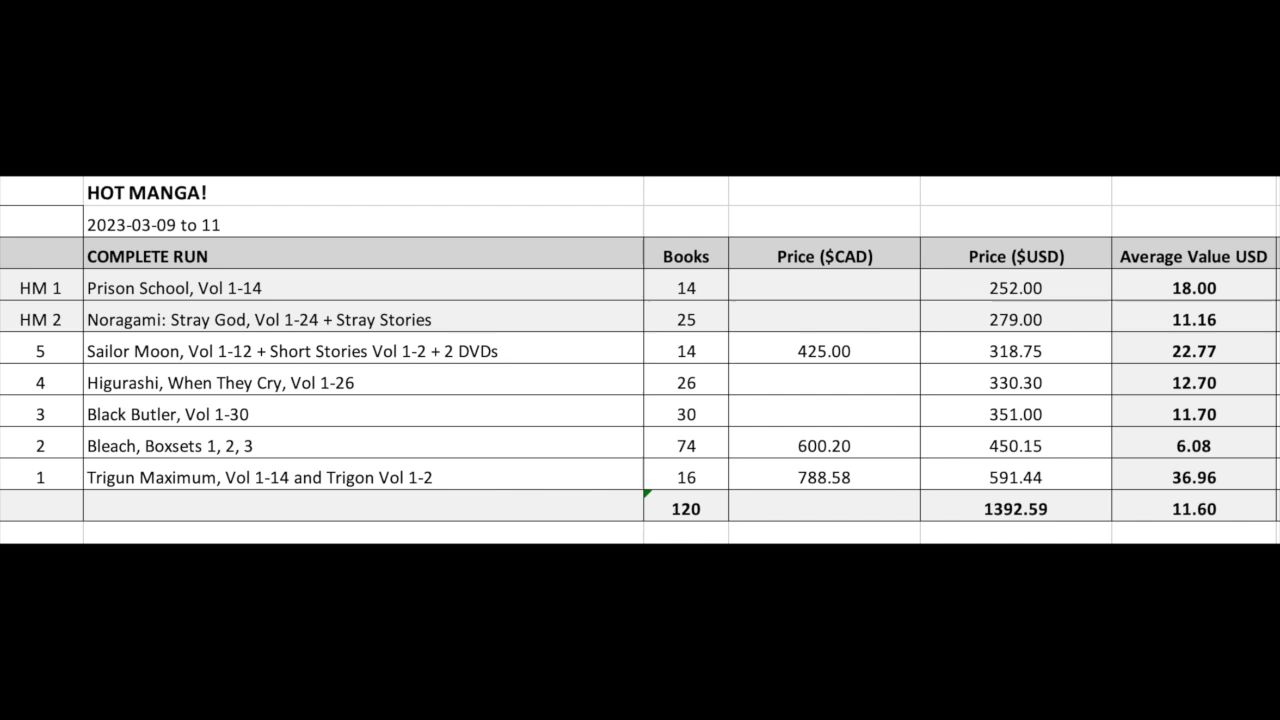 HOT MANGA!
2023-03-09 to 11
COMPLETE RUN Books Price ($CAD) Price ($USD) Average Value USD
HM 1 Prison School, Vol 1-14 14 252.00 18.00
HM 2 Noragami: Stray God, Vol 1-24 + Stray Stories 25 279.00 11.16
5 Sailor Moon, Vol 1-12 + Short Stories Vol 1-2 + 2 DVDs 14 425.00 318.75 22.77
4 Higurashi, When They Cry, Vol 1-26 26 330.30 12.70
3 Black Butler, Vol 1-30 30 351.00 11.70
2 Bleach, Boxsets 1, 2, 3 74 600.20 450.15 6.08
1 Trigun Maximum, Vol 1-14 and Trigon Vol 1-2 16 788.58 591.44 36.96
120 1392.59 11.60